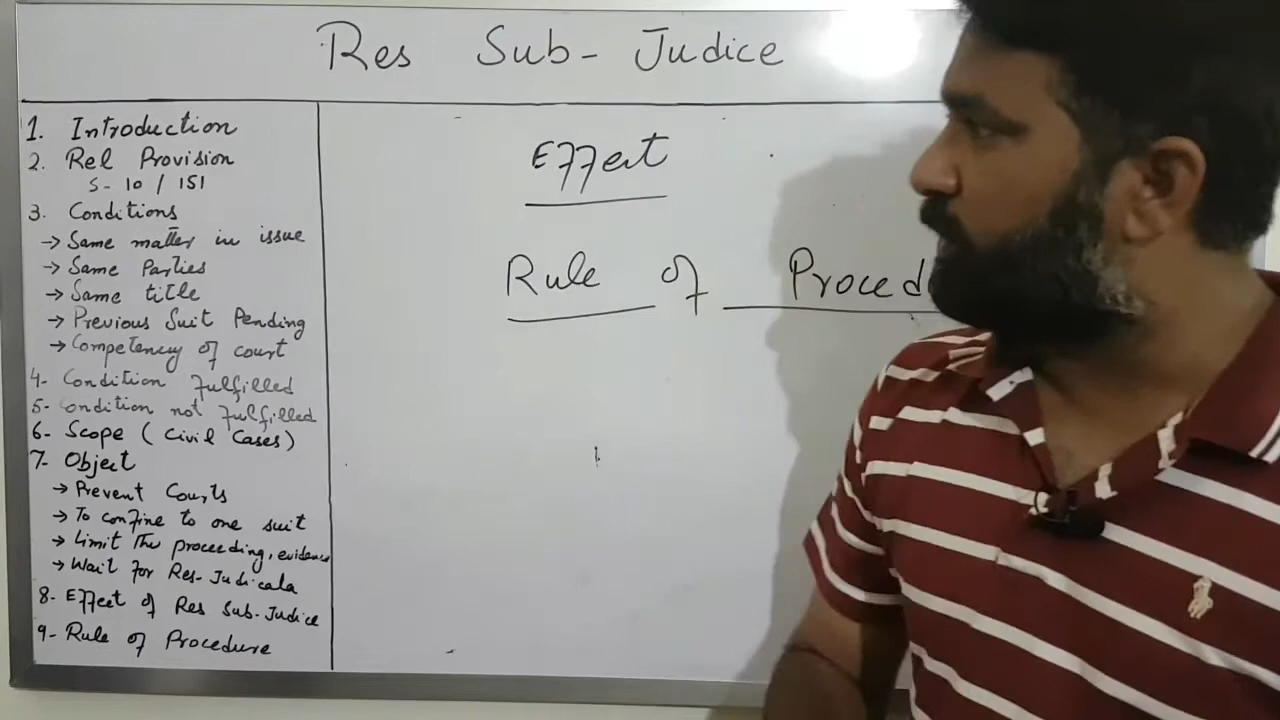 Res Sub-Judice
1. Introduction
2. Rel Provision
S-10 / 151
3. Conditions
→ Same matter in issue
→ Same Parties
→ Same title
→ Previous Suit Pending
→ Competency of court
4- Condition Fulfilled
5- Condition not Fulfilled
6- Scope (Civil Cases)
7- Object
→ Prevent Courts
→ To confine to one suit
→ Limit the proceeding, evidence
→ Wait for Res-Judicata
8- Effect of Res Sub-Judice
9- Rule of Procedure
Effect
Rule of Proced